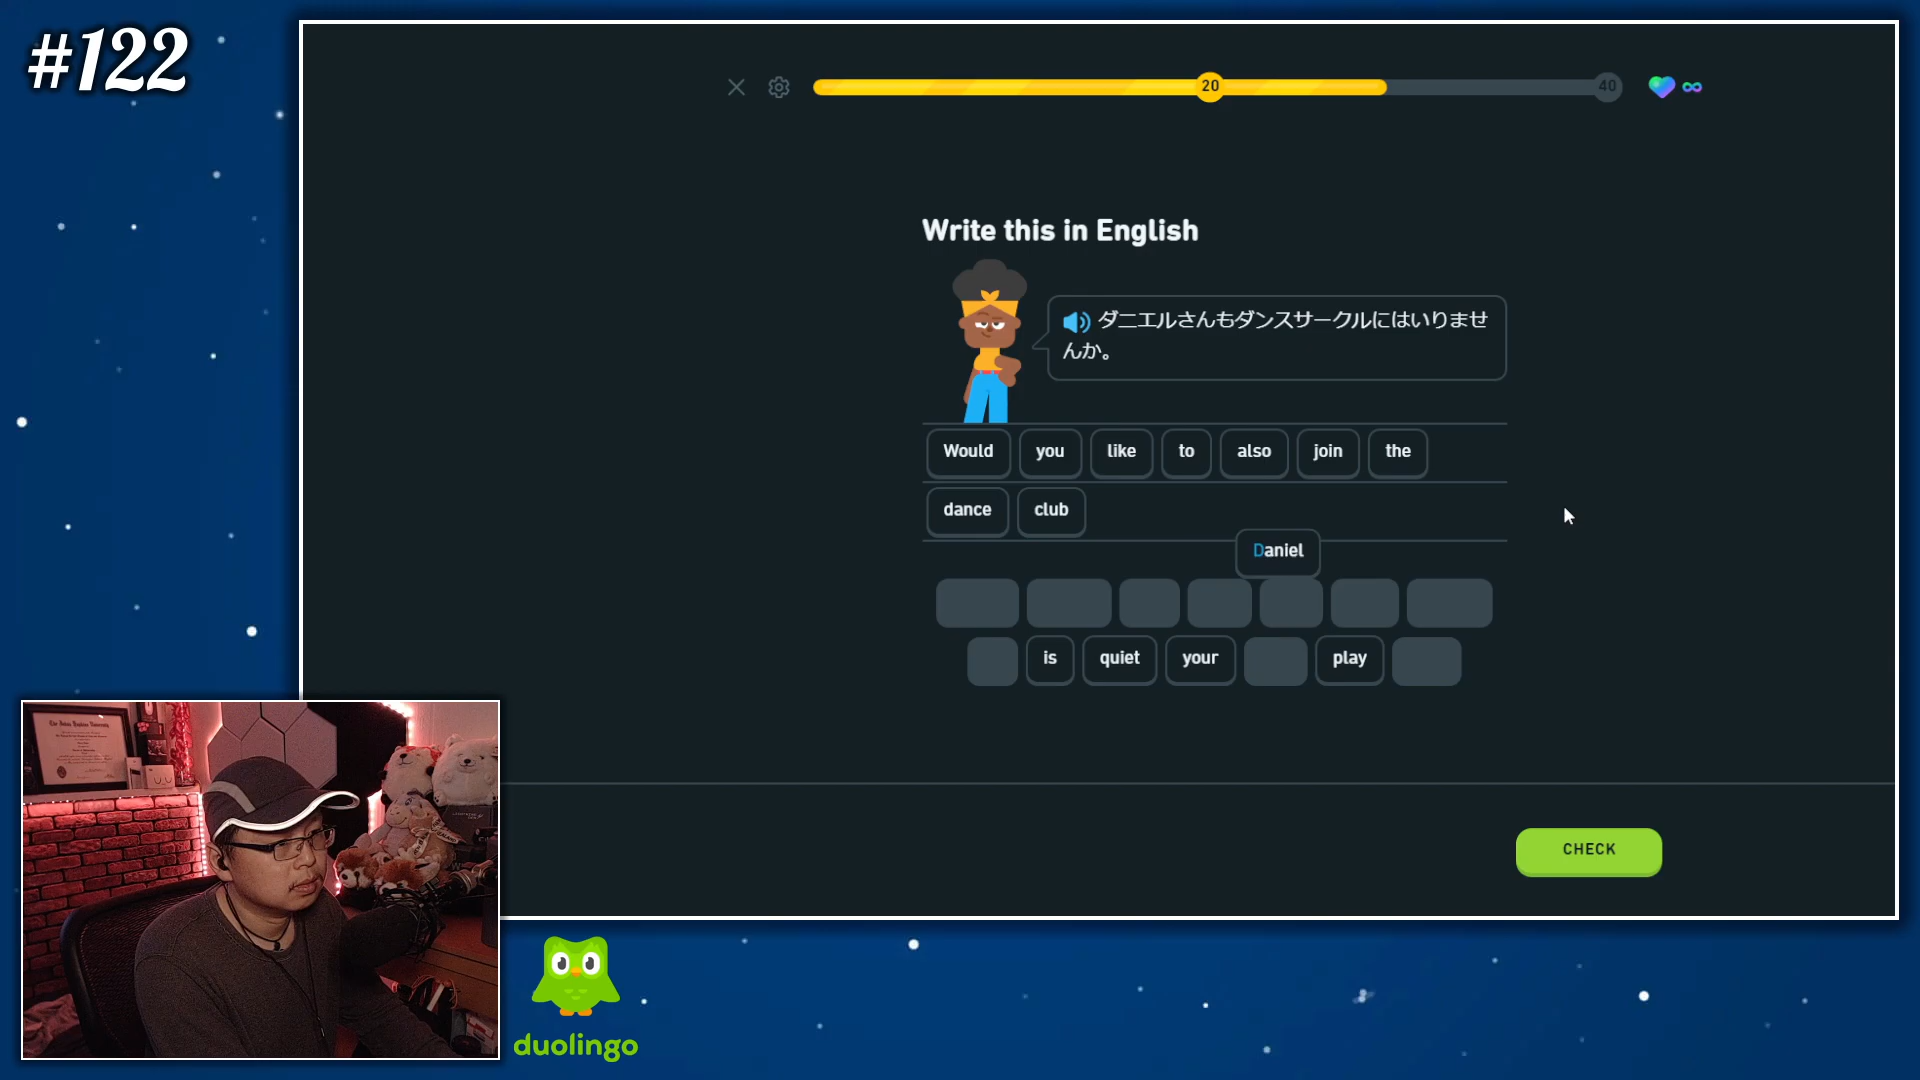 #122
20
40
Write this in English
ダニエルさんもダンスサークルにはいりませ
んか。
Would you like to also join the
dance club
Daniel
is quiet your play
CHECK
duolingo